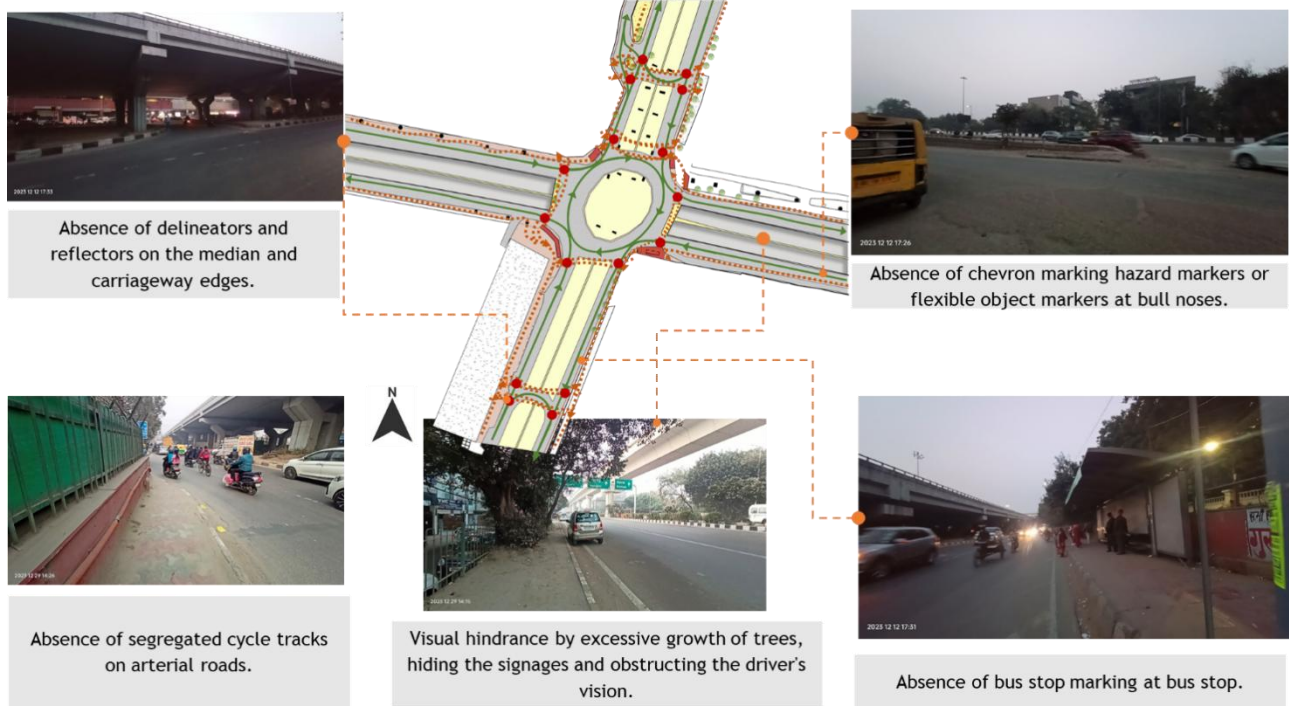 2023 12 12 17:33
Absence of delineators and
reflectors on the median and
carriageway edges.
2023 12 12 17:26
Absence of chevron marking hazard markers or
flexible object markers at bull noses.
N
2023 12 29 14:26
Absence of segregated cycle tracks
on arterial roads.
2023 12 29 14:15
Visual hindrance by excessive growth of trees,
hiding the signages and obstructing the driver's
vision.
2023 12 12 17:31
Absence of bus stop marking at bus stop.